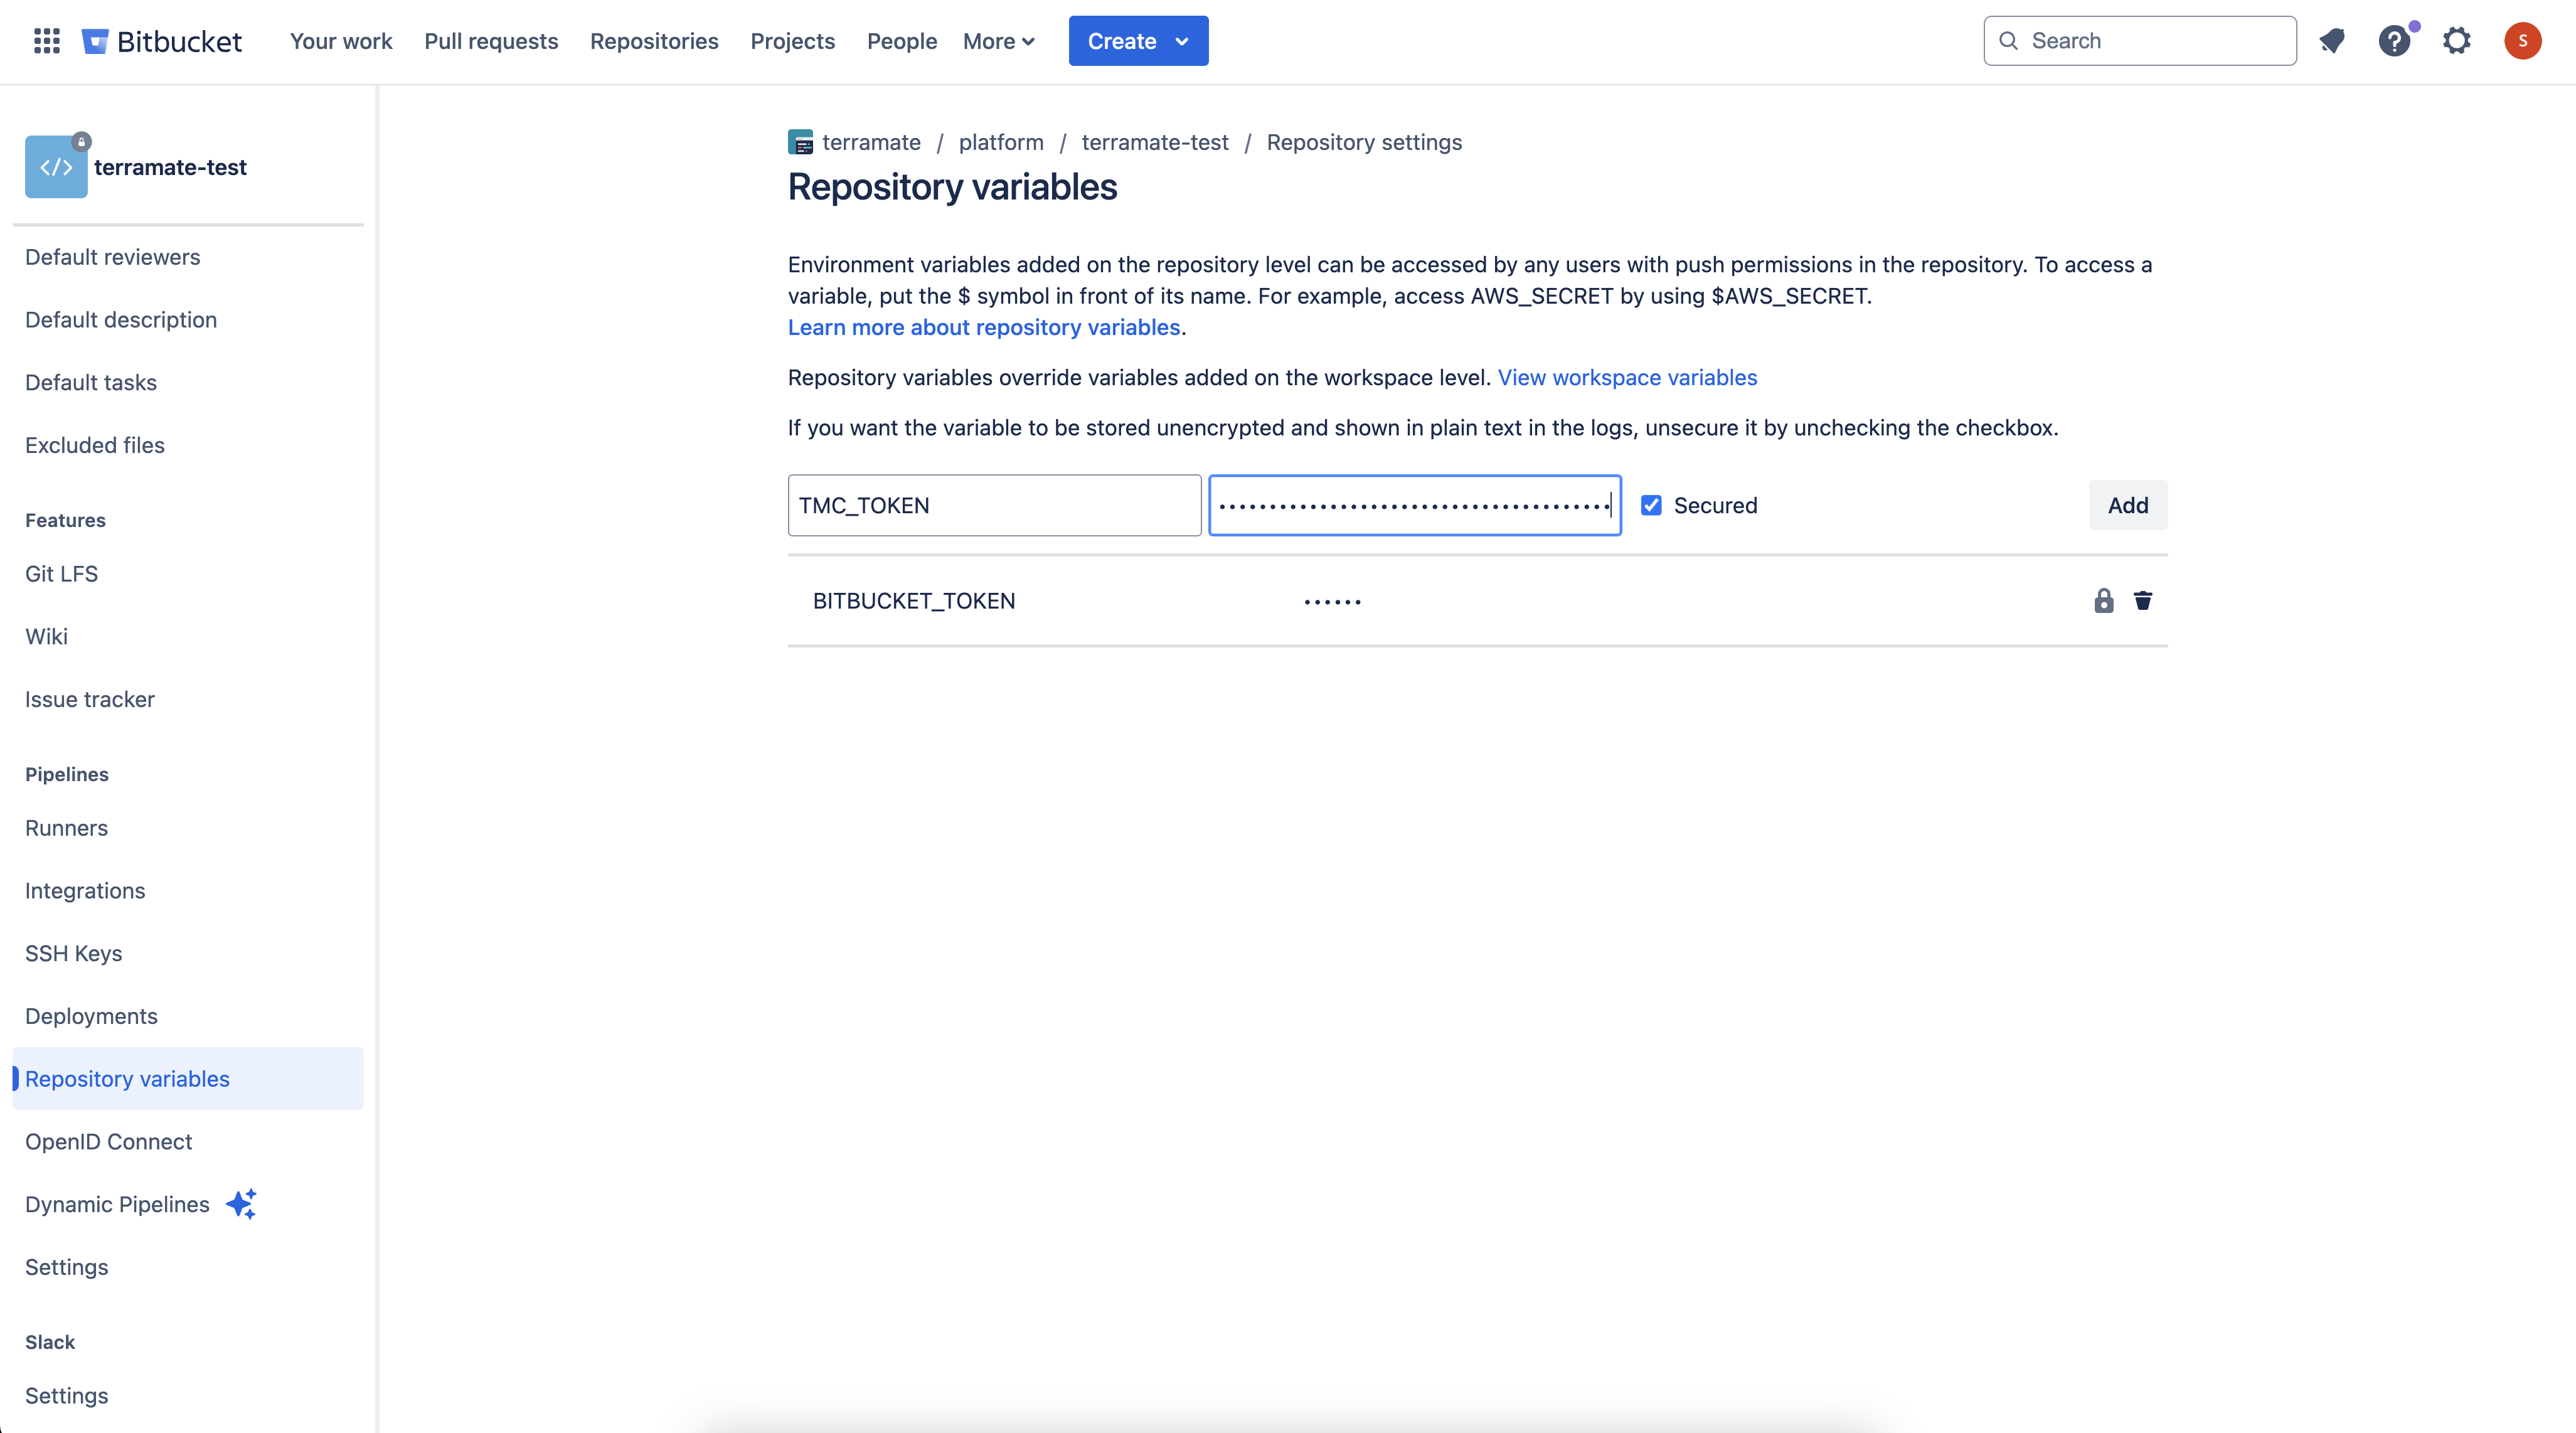 Bitbucket
Your work
Pull requests
Repositories
Projects
People
More
Create
Search
?
S
</>
terramate-test
Default reviewers
Default description
Default tasks
Excluded files
Features
Git LFS
Wiki
Issue tracker
Pipelines
Runners
Integrations
SSH Keys
Deployments
Repository variables
OpenID Connect
Dynamic Pipelines
Settings
Slack
Settings
terramate / platform / terramate-test / Repository settings
Repository variables
Environment variables added on the repository level can be accessed by any users with push permissions in the repository. To access a
variable, put the $ symbol in front of its name. For example, access AWS_SECRET by using $AWS_SECRET.
Learn more about repository variables.
Repository variables override variables added on the workspace level. View workspace variables
If you want the variable to be stored unencrypted and shown in plain text in the logs, unsecure it by unchecking the checkbox.
TMC_TOKEN
Secured
Add
BITBUCKET_TOKEN
••••••